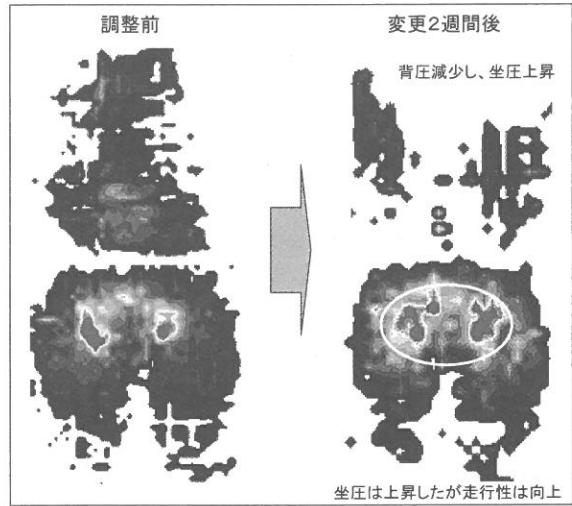 調整前
変更2週間後
背圧減少し、坐圧上昇
坐圧は上昇したが走行性は向上